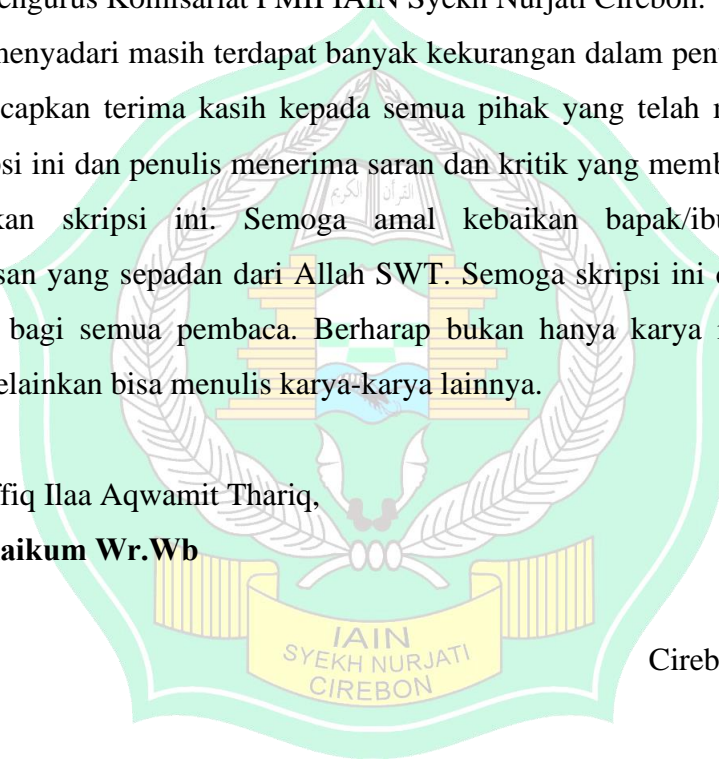 engurus Komisariat PMII IAIN Syekh Nurjati Cirebon.
menyadari masih terdapat banyak kekurangan dalam pen
capkan terima kasih kepada semua pihak yang telah
si ini dan penulis menerima saran dan kritik yang memb
kan skripsi ini. Semoga amal kebaikan bapak/ibu
san yang sepadan dari Allah SWT. Semoga skripsi ini
bagi semua pembaca. Berharap bukan hanya karya
elainkan bisa menulis karya-karya lainnya.
ffiq Ilaa Aqwamit Thariq,
aikum Wr.Wb
القرآن الكريم
IAIN
SYEKH NURJATI
CIREBON
Cireb